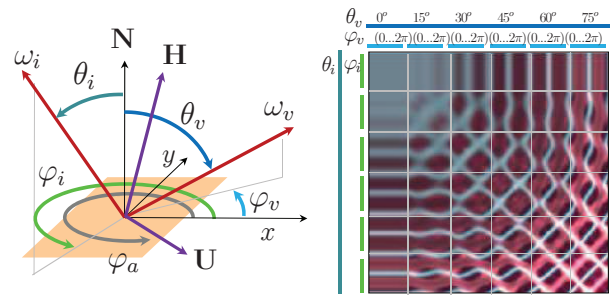 N
H
ω_i
θ_i
θ_v
ω_v
y
φ_i
φ_v
x
φ_a
U
θ_v 0° 15° 30° 45° 60° 75°
φ_v (0...2π)(0...2π)(0...2π)(0...2π)(0...2π)(0...2π)
θ_i φ_i